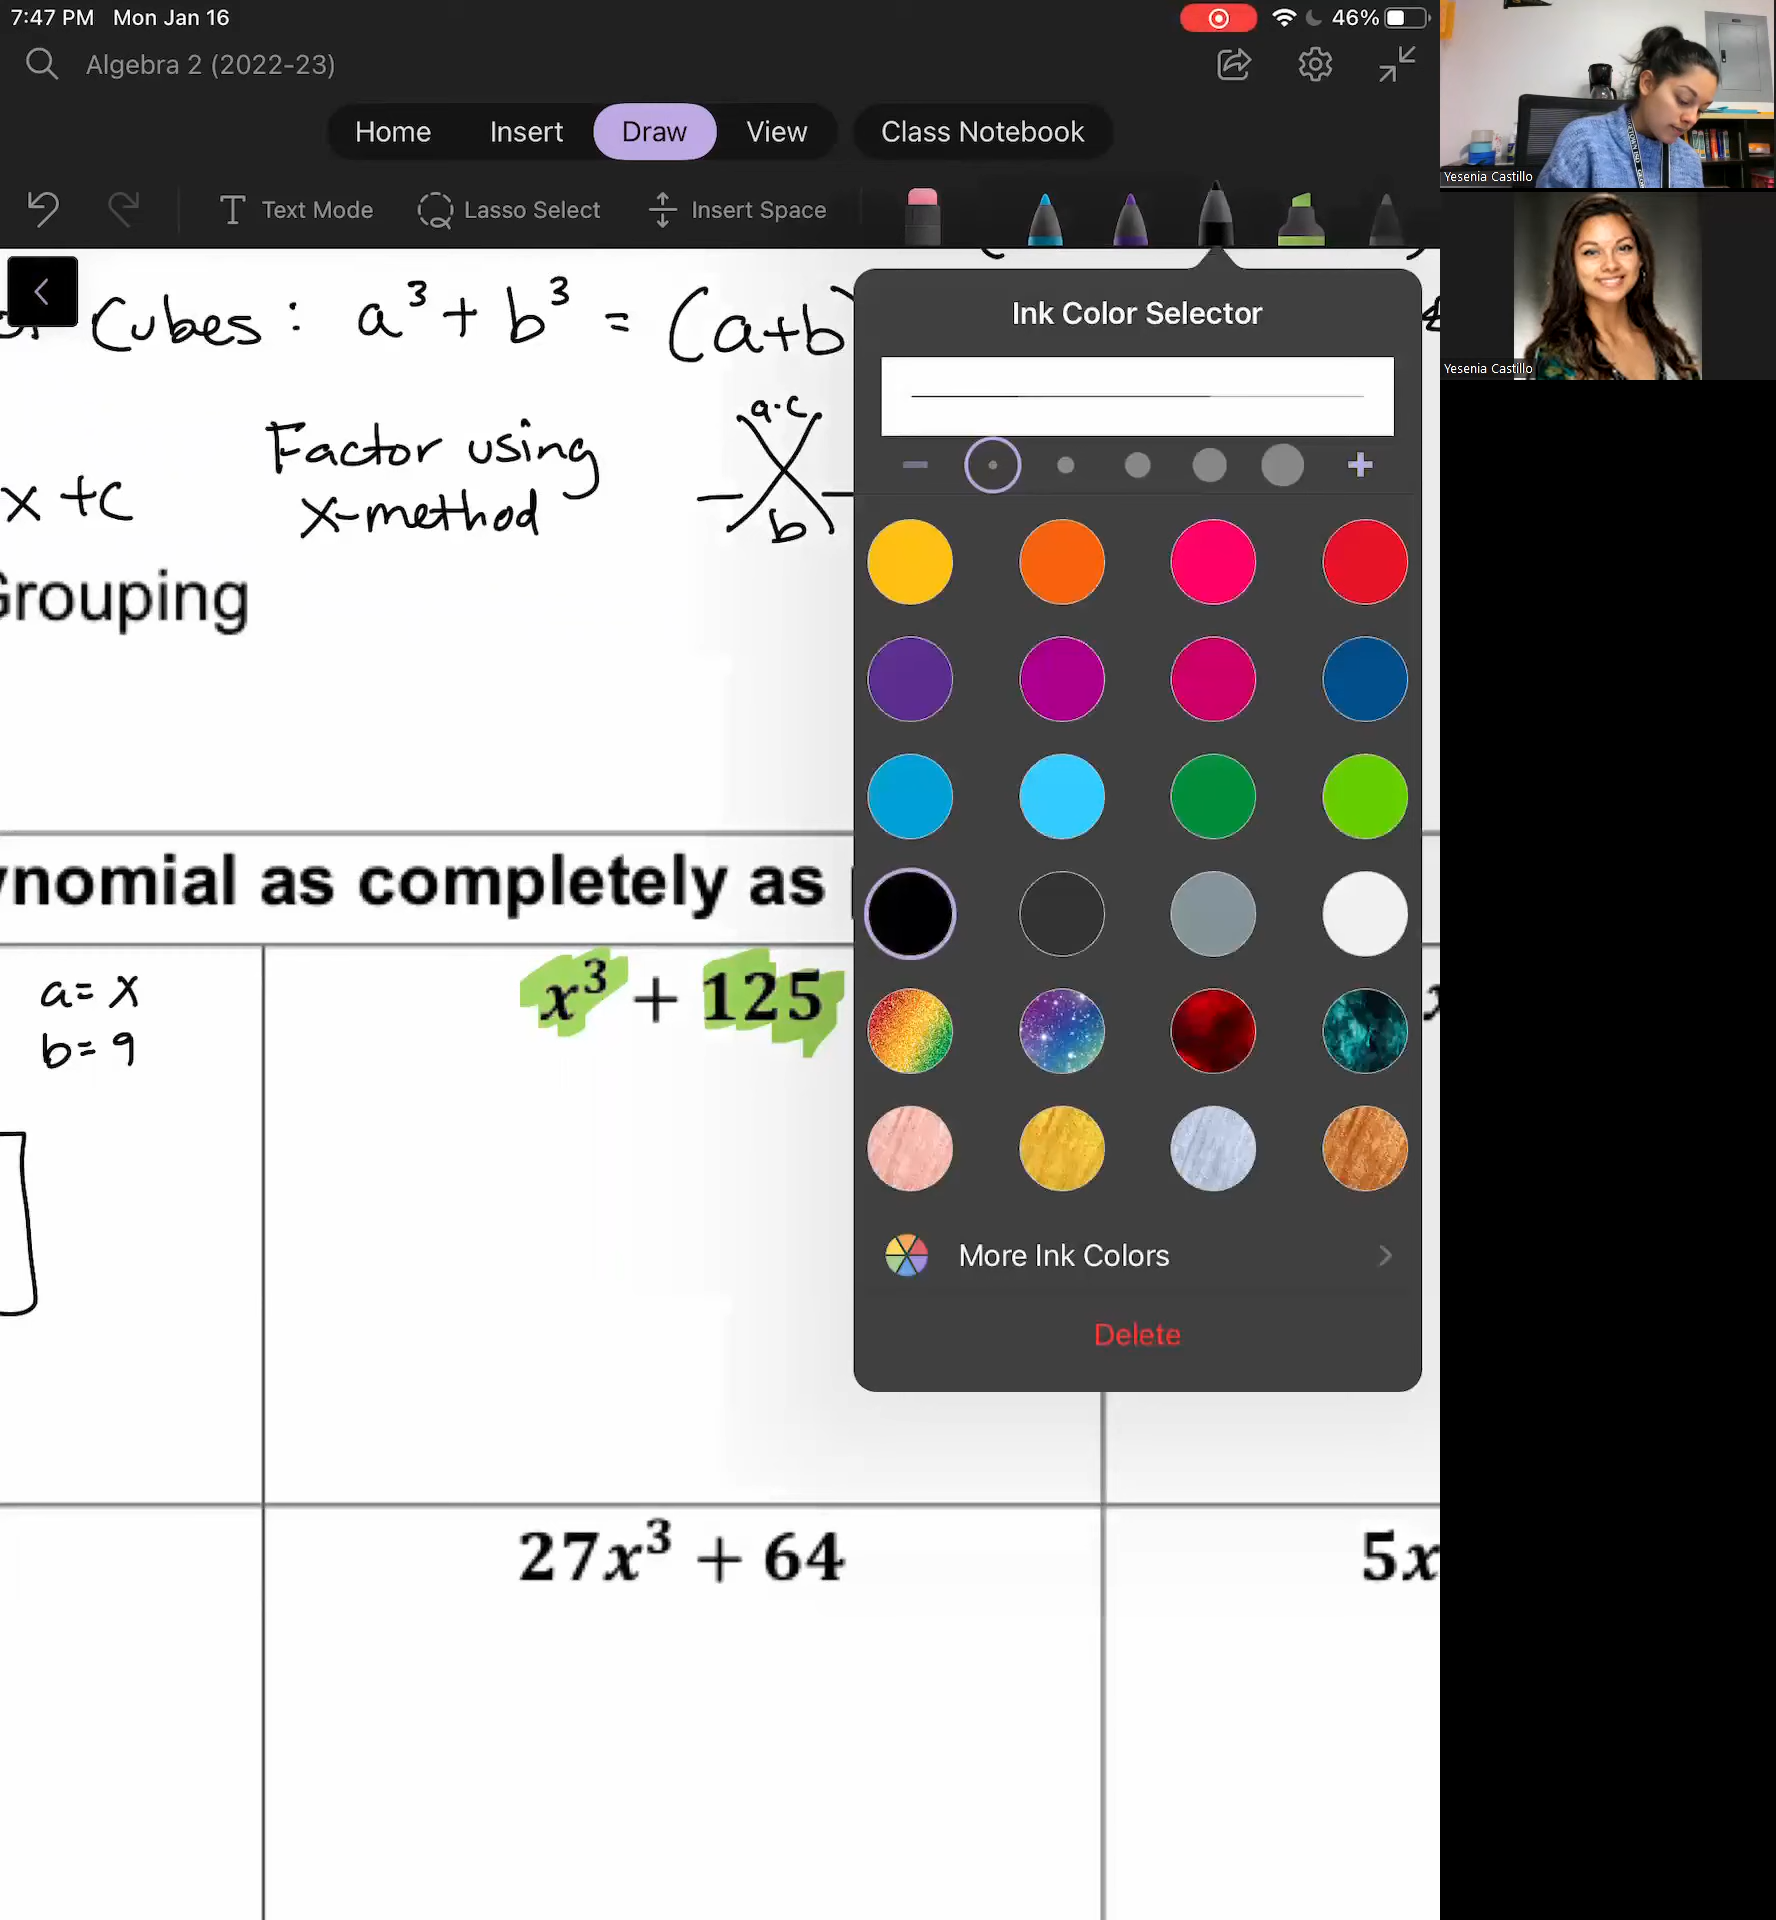 7:47 PM Mon Jan 16
46%
Algebra 2 (2022-23)
Home Insert Draw View Class Notebook
Text Mode Lasso Select Insert Space
Cubes : a³ + b³ = (a+b)
Ink Color Selector
Factor using
x-method
a·c
b
x + c
Grouping
ynomial as completely as
a = x
b = 9
x³ + 125
More Ink Colors
Delete
27x³ + 64
5x
Yesenia Castillo
Yesenia Castillo